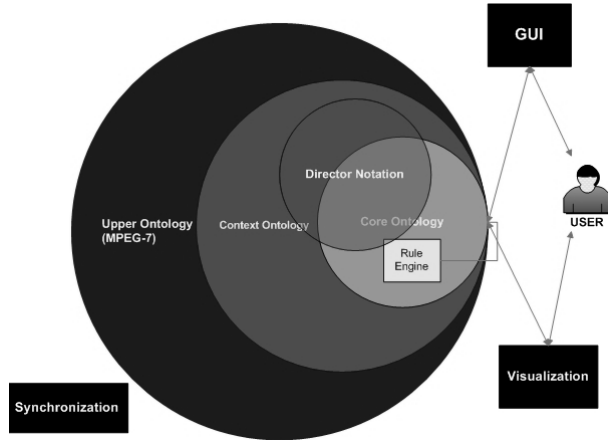 GUI
Director Notation
USER
Upper Ontology
(MPEG-7)
Context Ontology
Core Ontology
Rule
Engine
Visualization
Synchronization